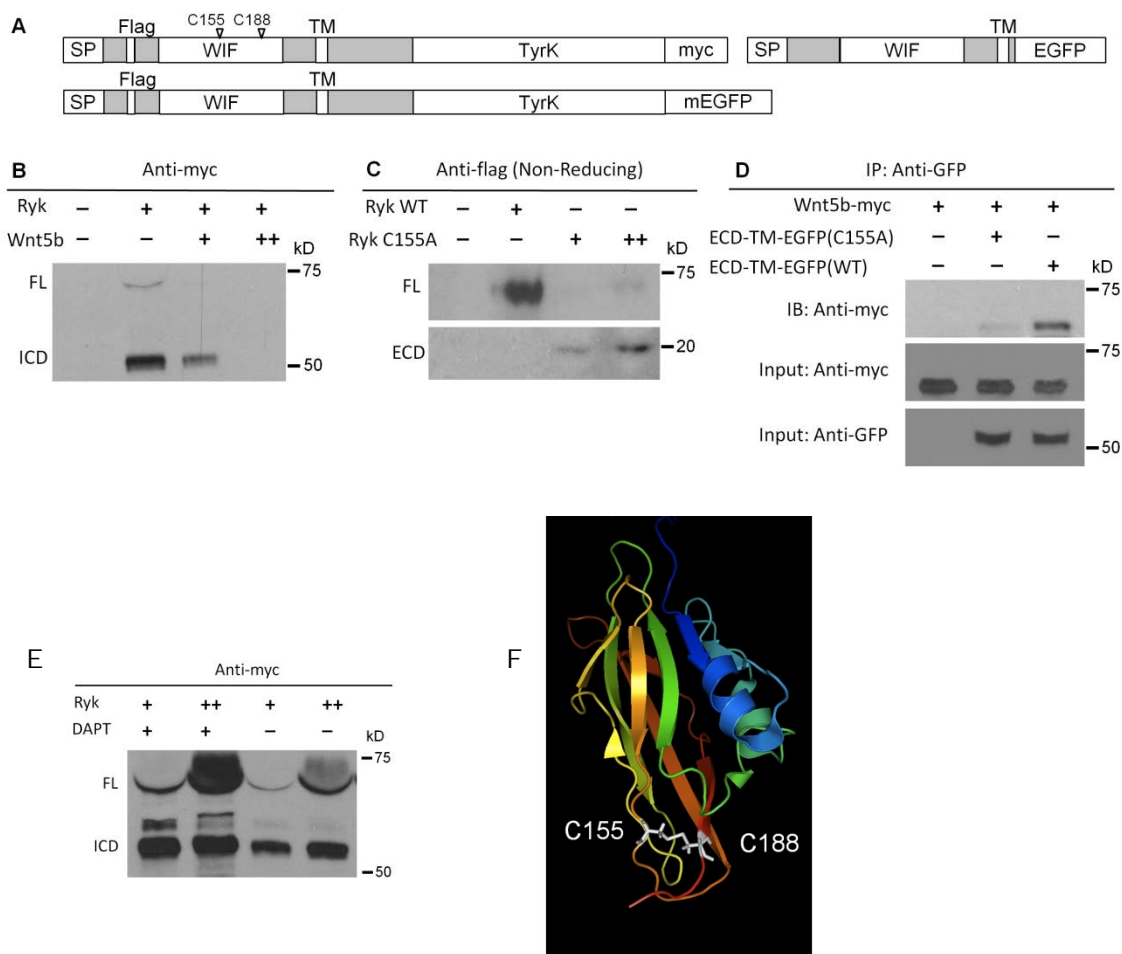 A
Flag C155 C188 TM
SP WIF TyrK myc
TM
SP WIF EGFP
Flag TM
SP WIF TyrK mEGFP
B
Anti-myc
Ryk – + + +
Wnt5b – – + ++
kD
FL
75
ICD
50
C
Anti-flag (Non-Reducing)
Ryk WT – + – –
Ryk C155A – – + ++
kD
FL
75
ECD
20
D
IP: Anti-GFP
Wnt5b-myc + + +
ECD-TM-EGFP(C155A) – + –
ECD-TM-EGFP(WT) – – +
kD
75
IB: Anti-myc
75
Input: Anti-myc
Input: Anti-GFP
50
E
Anti-myc
Ryk + ++ + ++
DAPT + + – –
kD
75
FL
ICD
50
F
C155
C188